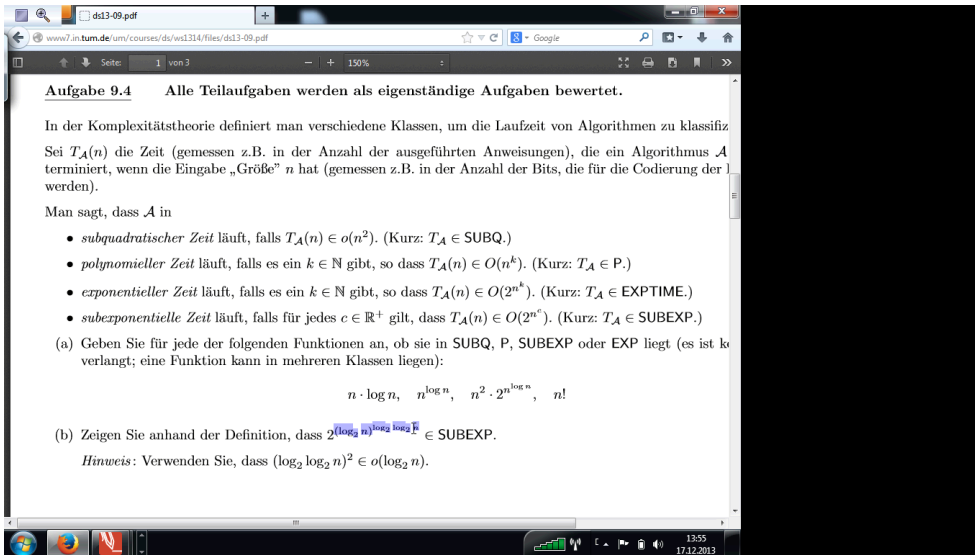 ds13-09.pdf
www7.in.tum.de/um/courses/ds/ws1314/files/ds13-09.pdf
Google
Seite: 1 von 3
150%
Aufgabe 9.4 Alle Teilaufgaben werden als eigenständige Aufgaben bewertet.
In der Komplexitätstheorie definiert man verschiedene Klassen, um die Laufzeit von Algorithmen zu klassifiz
Sei T_𝒜(n) die Zeit (gemessen z.B. in der Anzahl der ausgeführten Anweisungen), die ein Algorithmus 𝒜
terminiert, wenn die Eingabe „Größe” n hat (gemessen z.B. in der Anzahl der Bits, die für die Codierung der
werden).
Man sagt, dass 𝒜 in
• subquadratischer Zeit läuft, falls T_𝒜(n) ∈ o(n²). (Kurz: T_𝒜 ∈ SUBQ.)
• polynomieller Zeit läuft, falls es ein k ∈ ℕ gibt, so dass T_𝒜(n) ∈ O(n^k). (Kurz: T_𝒜 ∈ P.)
• exponentieller Zeit läuft, falls es ein k ∈ ℕ gibt, so dass T_𝒜(n) ∈ O(2^{n^k}). (Kurz: T_𝒜 ∈ EXPTIME.)
• subexponentielle Zeit läuft, falls für jedes c ∈ ℝ⁺ gilt, dass T_𝒜(n) ∈ O(2^{n^c}). (Kurz: T_𝒜 ∈ SUBEXP.)
(a) Geben Sie für jede der folgenden Funktionen an, ob sie in SUBQ, P, SUBEXP oder EXP liegt (es ist ke
verlangt; eine Funktion kann in mehreren Klassen liegen):
n · log n, n^{log n}, n² · 2^{n^{log n}}, n!
(b) Zeigen Sie anhand der Definition, dass 2^{(log₂ n)^{log₂ log₂ n}} ∈ SUBEXP.
Hinweis: Verwenden Sie, dass (log₂ log₂ n)² ∈ o(log₂ n).
13:55
17.12.2013